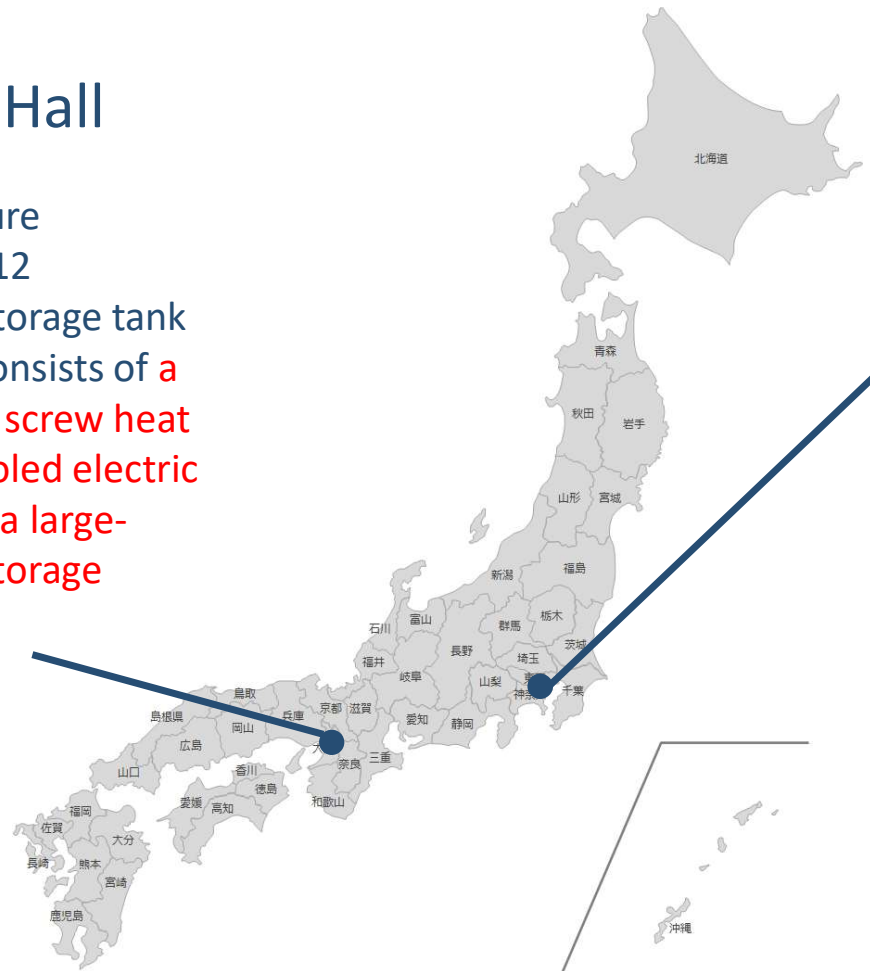 Hall
ure
12
torage tank
onsists of a
screw heat
oled electric
a large-
torage
北海道
青森
秋田
岩手
山形
宮城
新潟
福島
石川
富山
群馬
栃木
茨城
福井
長野
埼玉
岐阜
山梨
神奈
千葉
鳥取
兵庫
京都
滋賀
愛知
静岡
島根県
岡山
広島
奈良
三重
山口
香川
徳島
和歌山
愛媛
高知
福岡
佐賀
大分
長崎
熊本
宮崎
鹿児島
沖縄